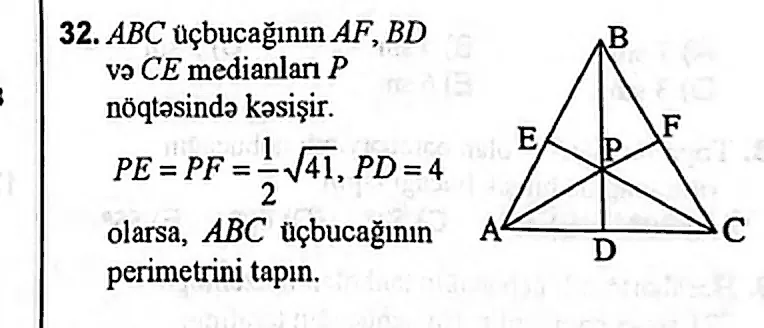 32. ABC üçbucağının AF, BD
və CE medianları P
nöqtəsində kəsişir.
PE = PF = 1/2 √41, PD = 4
olarsa, ABC üçbucağının
perimetrini tapın.
B
E
F
P
A
D
C